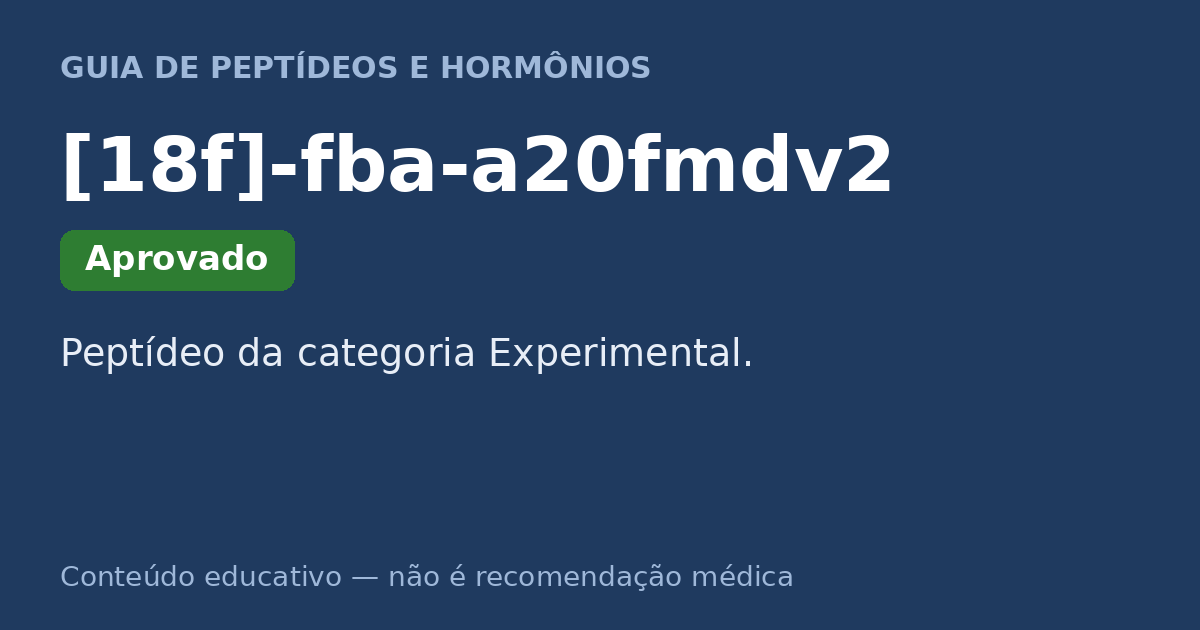 GUIA DE PEPTÍDEOS E HORMÔNIOS
[18f]-fba-a20fmdv2
Aprovado
Peptídeo da categoria Experimental.
Conteúdo educativo — não é recomendação médica